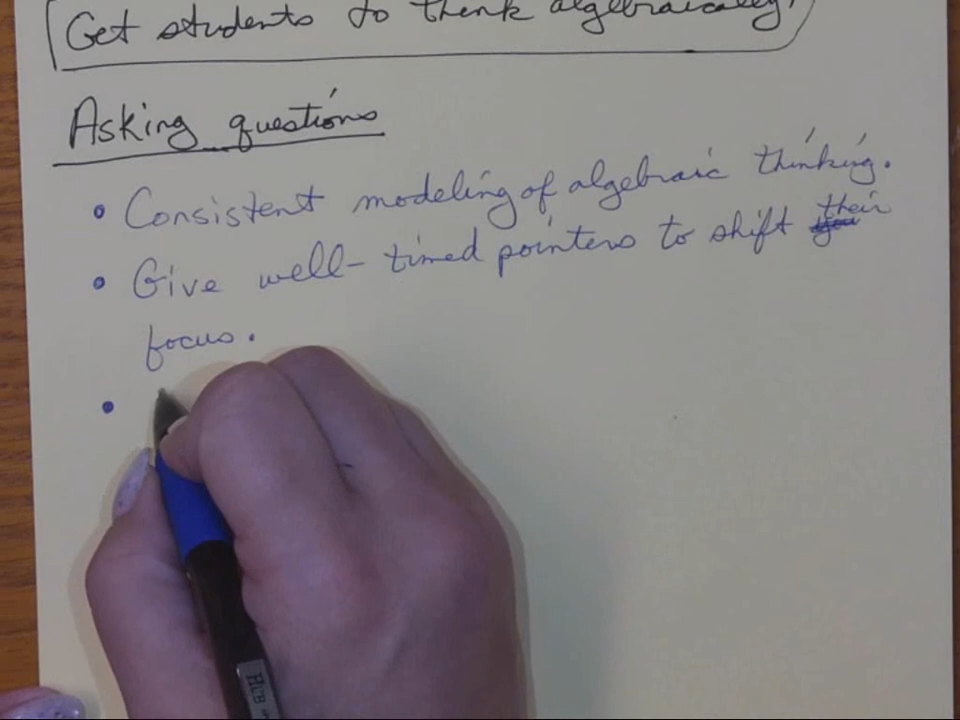 Get students to think algebraically!
Asking questions
• Consistent modeling of algebraic thinking.
• Give well-timed pointers to shift their
focus.
•
HUB